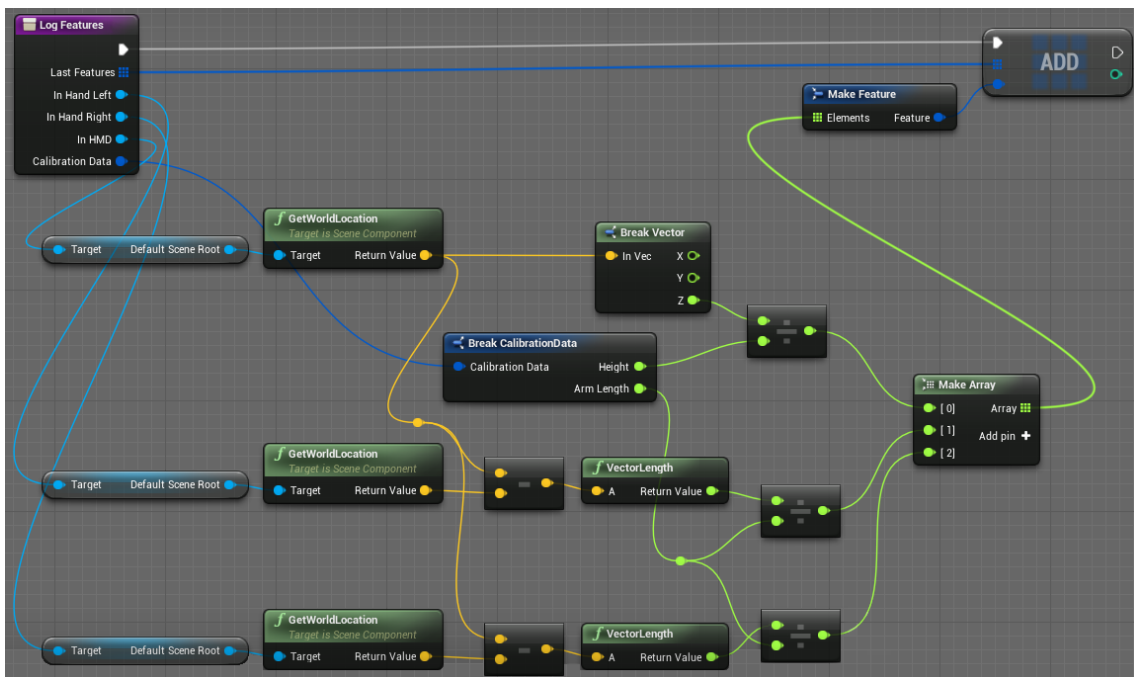 Log Features
Last Features
In Hand Left
In Hand Right
In HMD
Calibration Data
ADD
Make Feature
Elements Feature
f GetWorldLocation
Target is Scene Component
Target Return Value
Target Default Scene Root
Break Vector
In Vec X
Y
Z
Break CalibrationData
Calibration Data Height
Arm Length
Make Array
[0] Array
[1] Add pin +
[2]
f GetWorldLocation
Target is Scene Component
Target Return Value
Target Default Scene Root
f VectorLength
A Return Value
f GetWorldLocation
Target is Scene Component
Target Return Value
Target Default Scene Root
f VectorLength
A Return Value